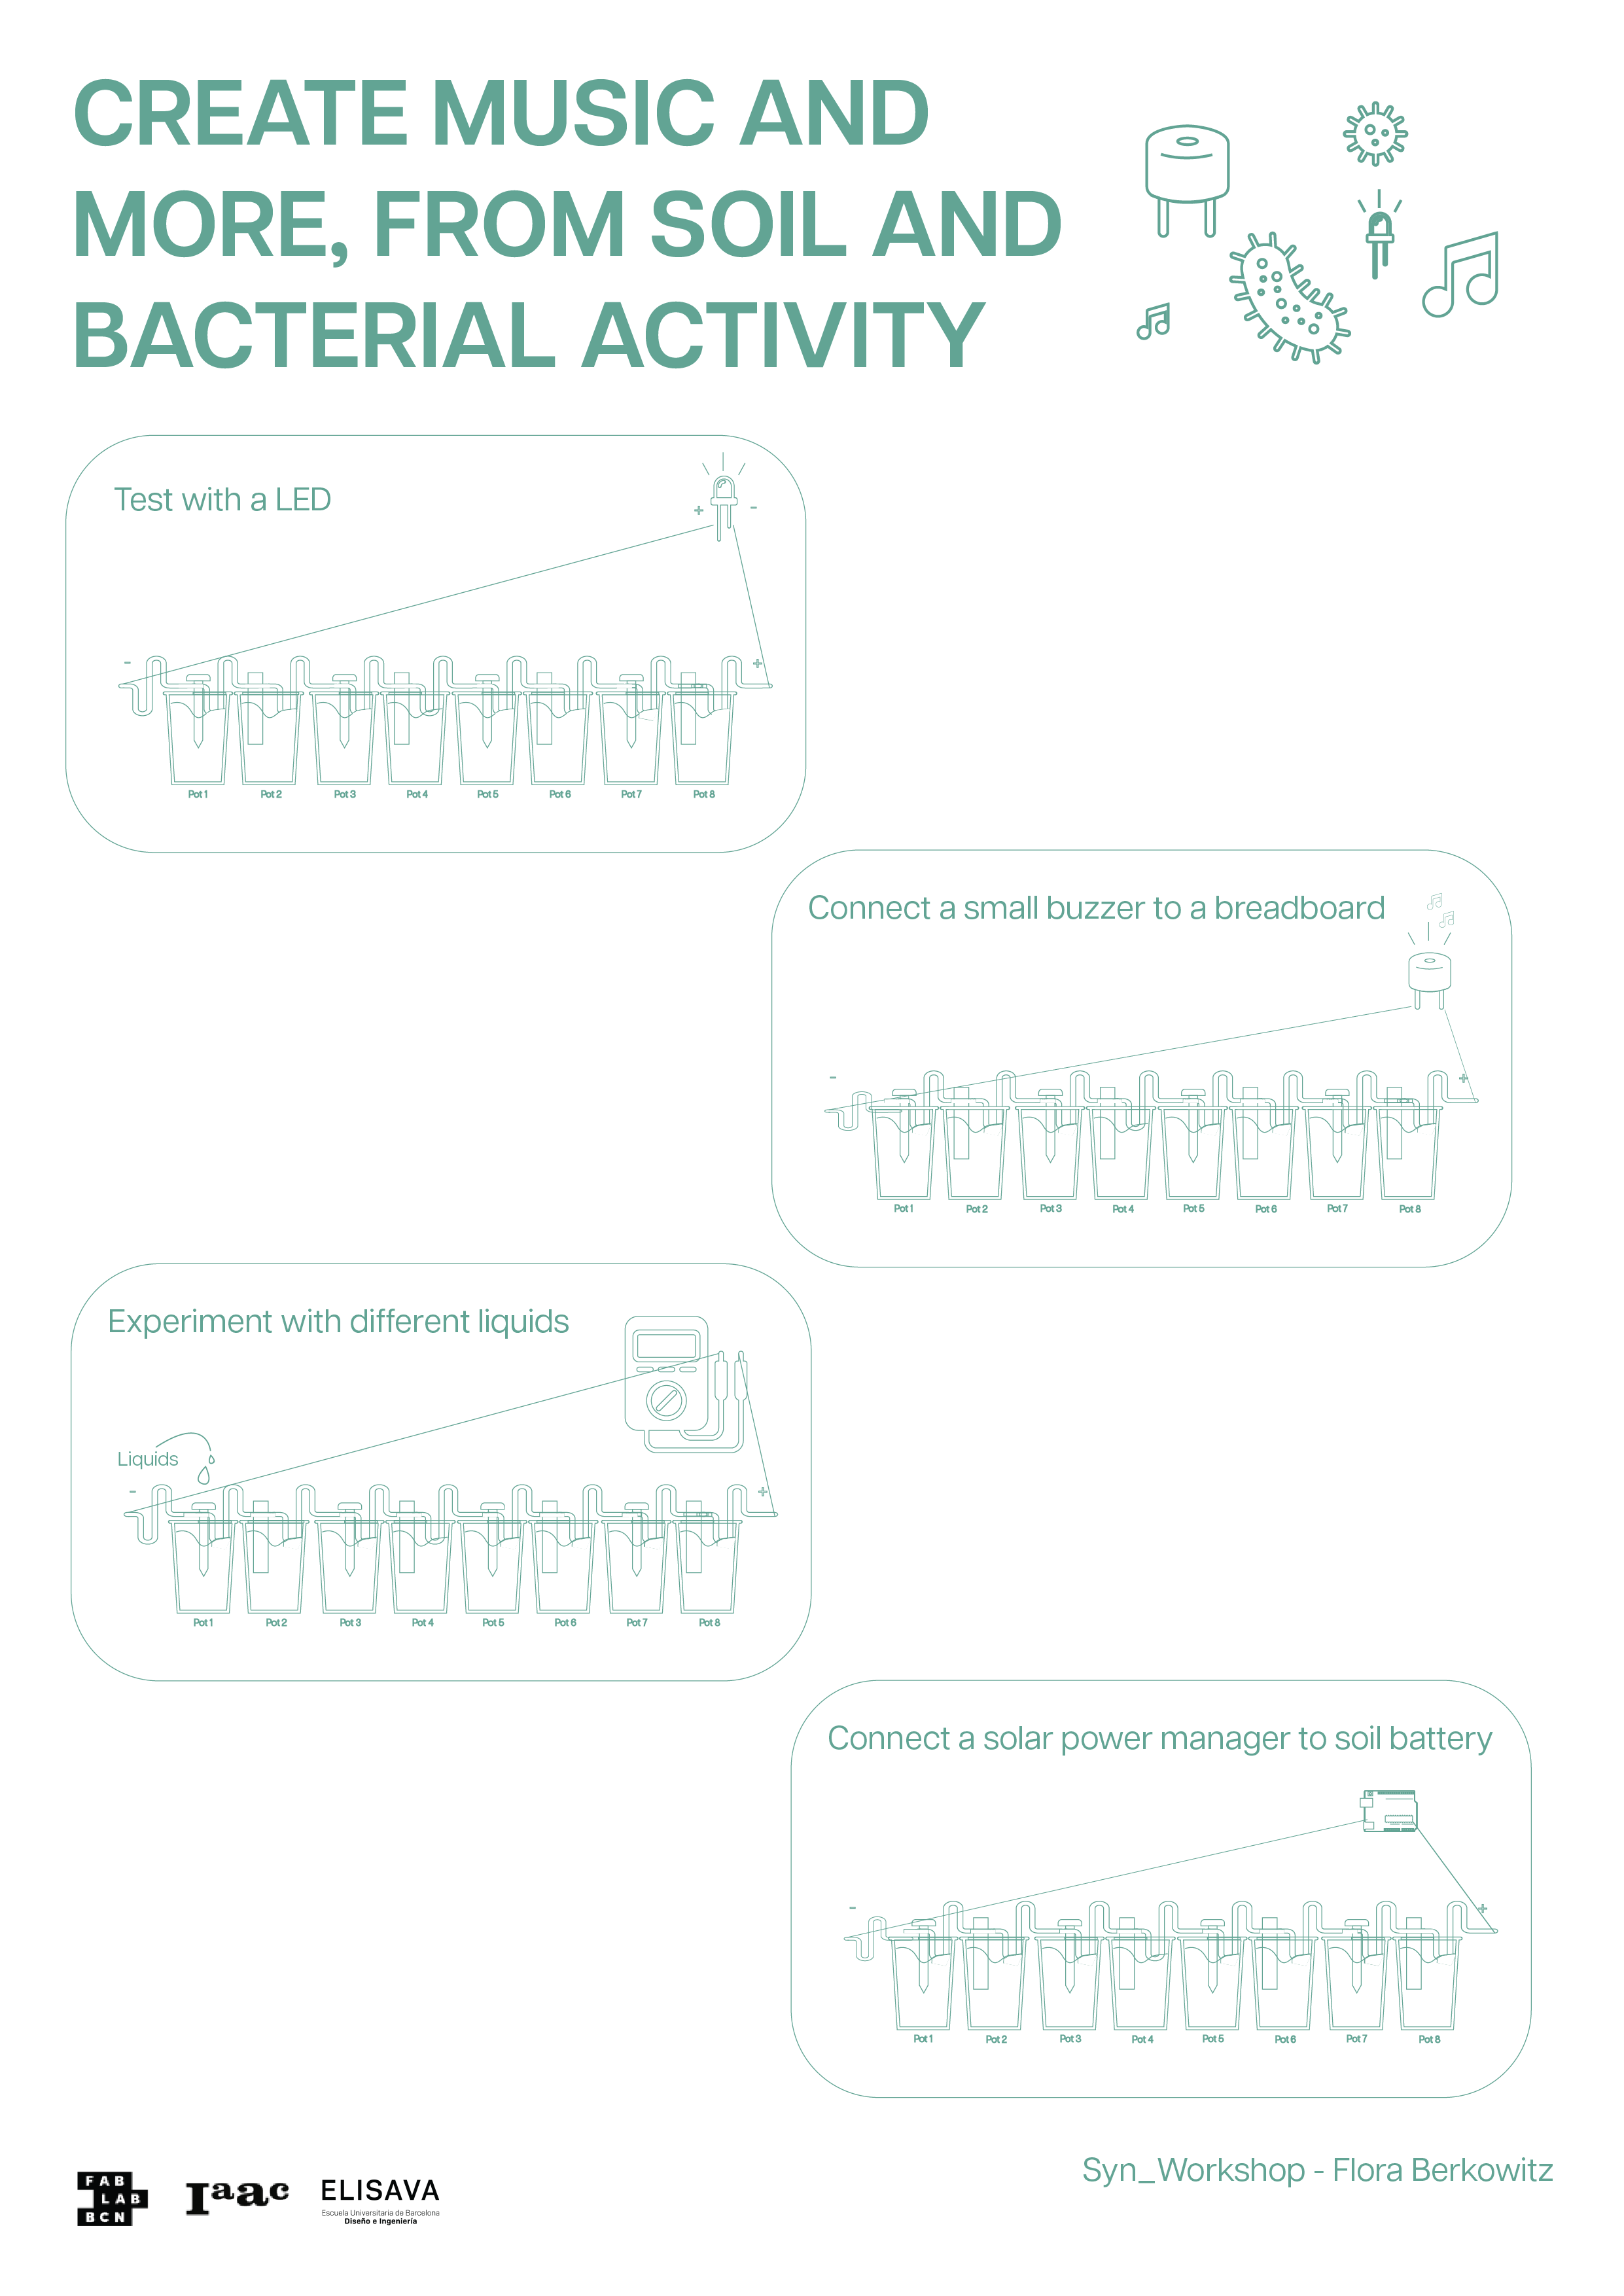 CREATE MUSIC AND
MORE, FROM SOIL AND
BACTERIAL ACTIVITY
Test with a LED
+ -
- +
Pot 1 Pot 2 Pot 3 Pot 4 Pot 5 Pot 6 Pot 7 Pot 8
Connect a small buzzer to a breadboard
- +
Pot 1 Pot 2 Pot 3 Pot 4 Pot 5 Pot 6 Pot 7 Pot 8
Experiment with different liquids
Liquids
- +
Pot 1 Pot 2 Pot 3 Pot 4 Pot 5 Pot 6 Pot 7 Pot 8
Connect a solar power manager to soil battery
- +
Pot 1 Pot 2 Pot 3 Pot 4 Pot 5 Pot 6 Pot 7 Pot 8
Syn_Workshop - Flora Berkowitz
FAB
LAB
BCN
Iaac
ELISAVA
Escuela Universitaria de Barcelona
Diseño e Ingeniería